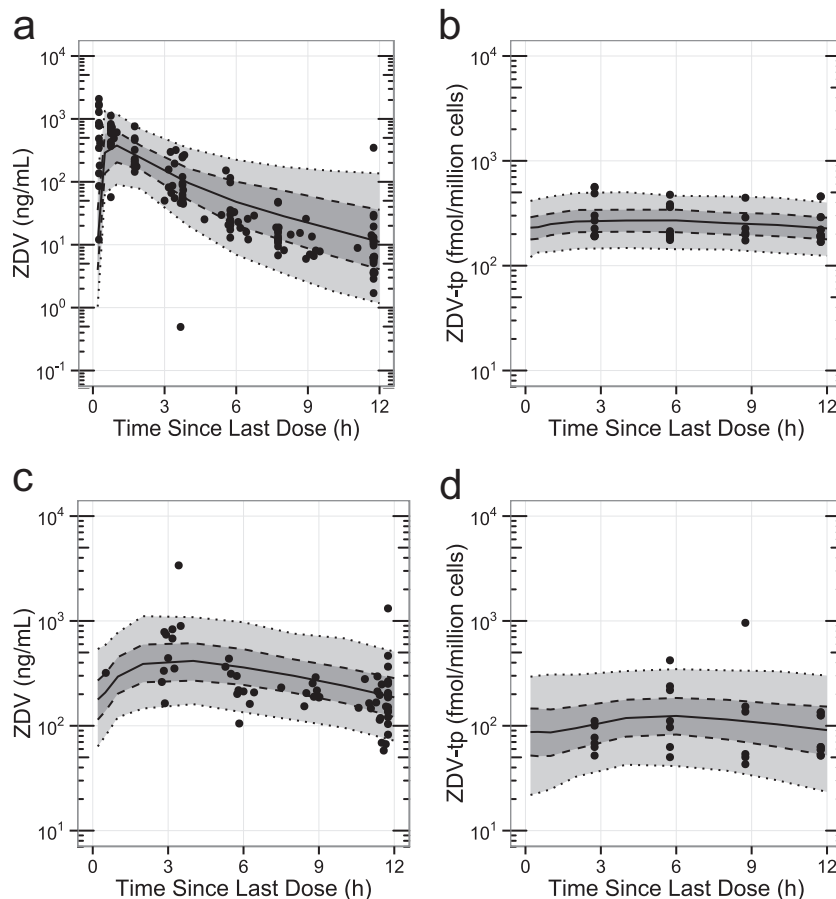 a
10⁴
10³
10²
10¹
10⁰
10⁻¹
ZDV (ng/mL)
0 3 6 9 12
Time Since Last Dose (h)
b
10⁴
10³
10²
10¹
ZDV-tp (fmol/million cells)
0 3 6 9 12
Time Since Last Dose (h)
c
10⁴
10³
10²
10¹
ZDV (ng/mL)
0 3 6 9 12
Time Since Last Dose (h)
d
10⁴
10³
10²
10¹
ZDV-tp (fmol/million cells)
0 3 6 9 12
Time Since Last Dose (h)